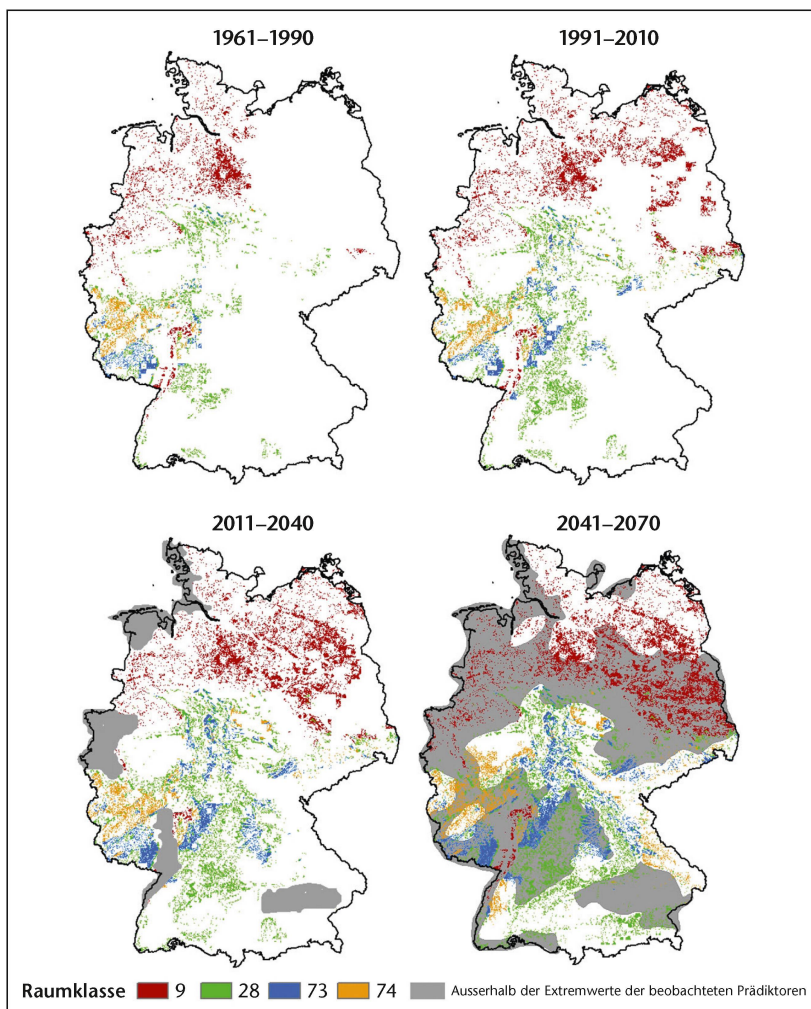 1961–1990
1991–2010
2011–2040
2041–2070
Raumklasse 9 28 73 74 Ausserhalb der Extremwerte der beobachteten Prädiktoren